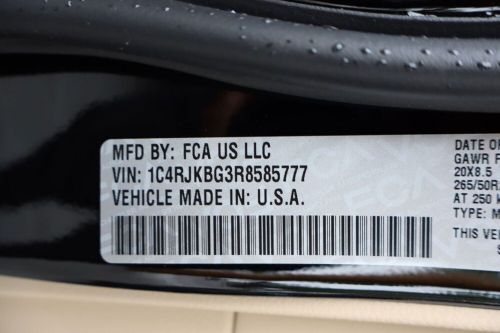 MFD BY: FCA US LLC
VIN: 1C4RJKBG3R8585777
VEHICLE MADE IN: U.S.A.
DATE OF
GAWR
20X8.5
265/50R
AT 250
TYPE:
THIS